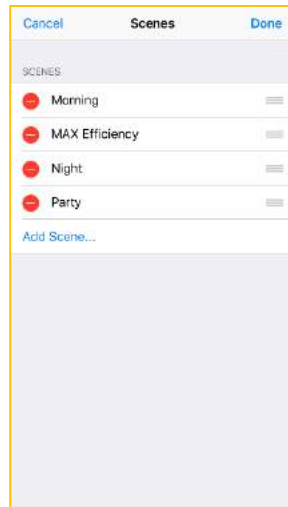 Cancel Scenes Done
SCENES
Morning
MAX Efficiency
Night
Party
Add Scene...